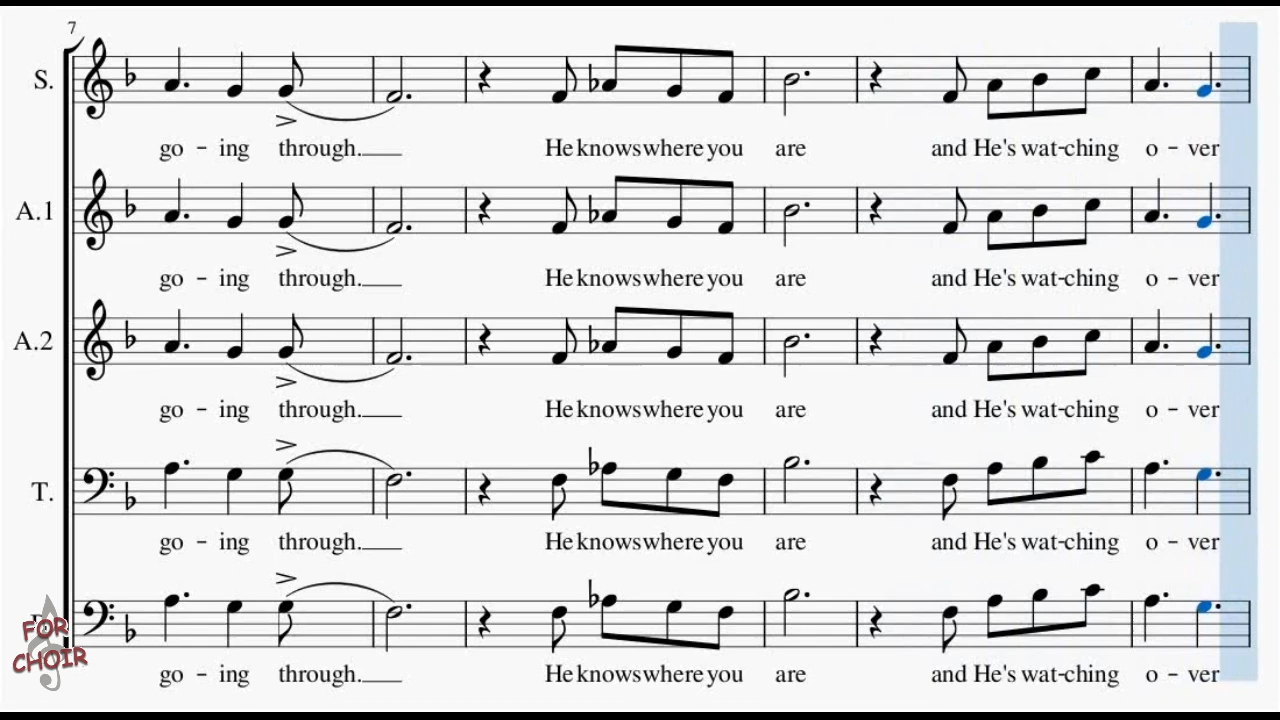 7
S.
go - ing through. He knows where you are and He's wat-ching o - ver
A.1
go - ing through. He knows where you are and He's wat-ching o - ver
A.2
go - ing through. He knows where you are and He's wat-ching o - ver
T.
go - ing through. He knows where you are and He's wat-ching o - ver
FOR
CHOIR
go - ing through. He knows where you are and He's wat-ching o - ver